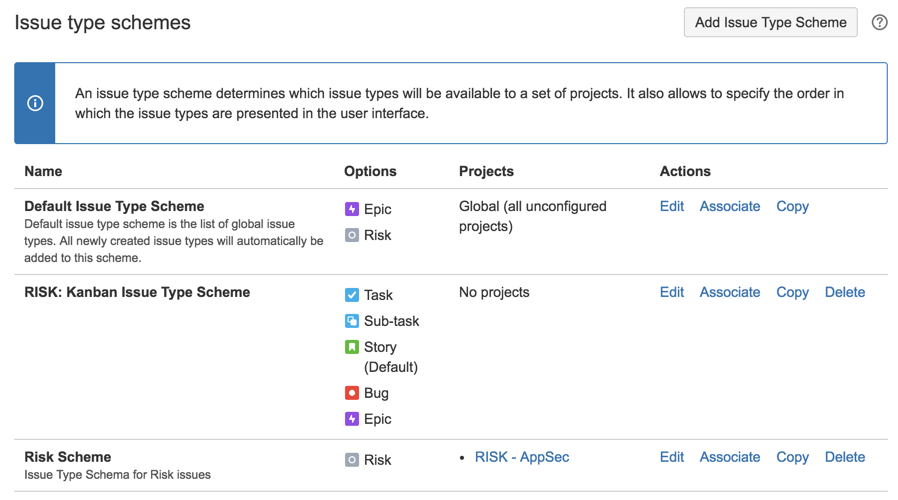 Issue type schemes
Add Issue Type Scheme
?
An issue type scheme determines which issue types will be available to a set of projects. It also allows to specify the order in
which the issue types are presented in the user interface.
Name Options Projects Actions
Default Issue Type Scheme
Default issue type scheme is the list of global issue
types. All newly created issue types will automatically be
added to this scheme.
Epic
Risk
Global (all unconfigured
projects)
Edit Associate Copy
RISK: Kanban Issue Type Scheme
Task
Sub-task
Story
(Default)
Bug
Epic
No projects
Edit Associate Copy Delete
Risk Scheme
Issue Type Schema for Risk issues
Risk
• RISK - AppSec
Edit Associate Copy Delete